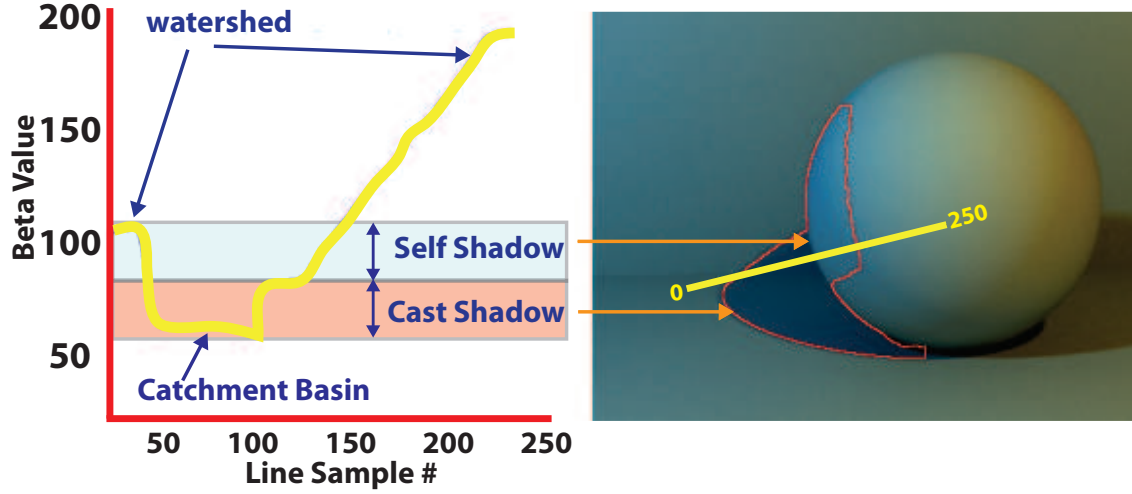 200
watershed
150
Beta Value
100
Self Shadow
Cast Shadow
50
Catchment Basin
50 100 150 200 250
Line Sample #
250
0